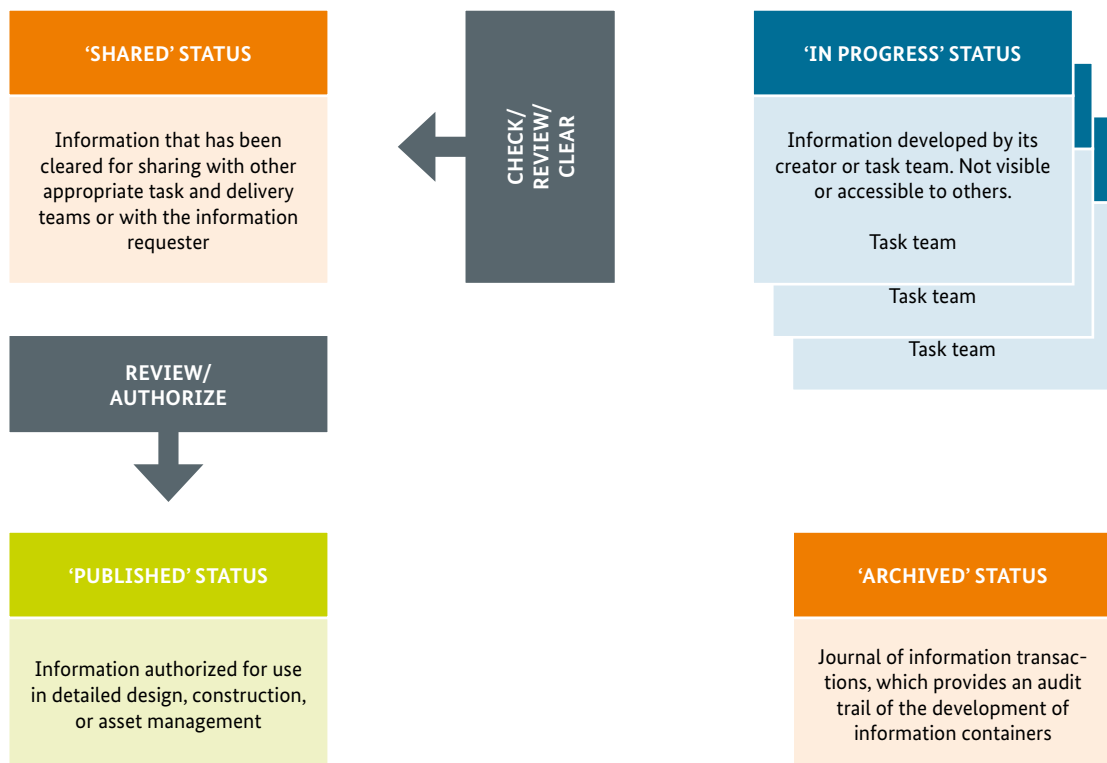 ‘SHARED’ STATUS
Information that has been
cleared for sharing with other
appropriate task and delivery
teams or with the information
requester
CHECK/
REVIEW/
CLEAR
‘IN PROGRESS’ STATUS
Information developed by its
creator or task team. Not visible
or accessible to others.
Task team
Task team
Task team
REVIEW/
AUTHORIZE
‘PUBLISHED’ STATUS
Information authorized for use
in detailed design, construction,
or asset management
‘ARCHIVED’ STATUS
Journal of information transac-
tions, which provides an audit
trail of the development of
information containers